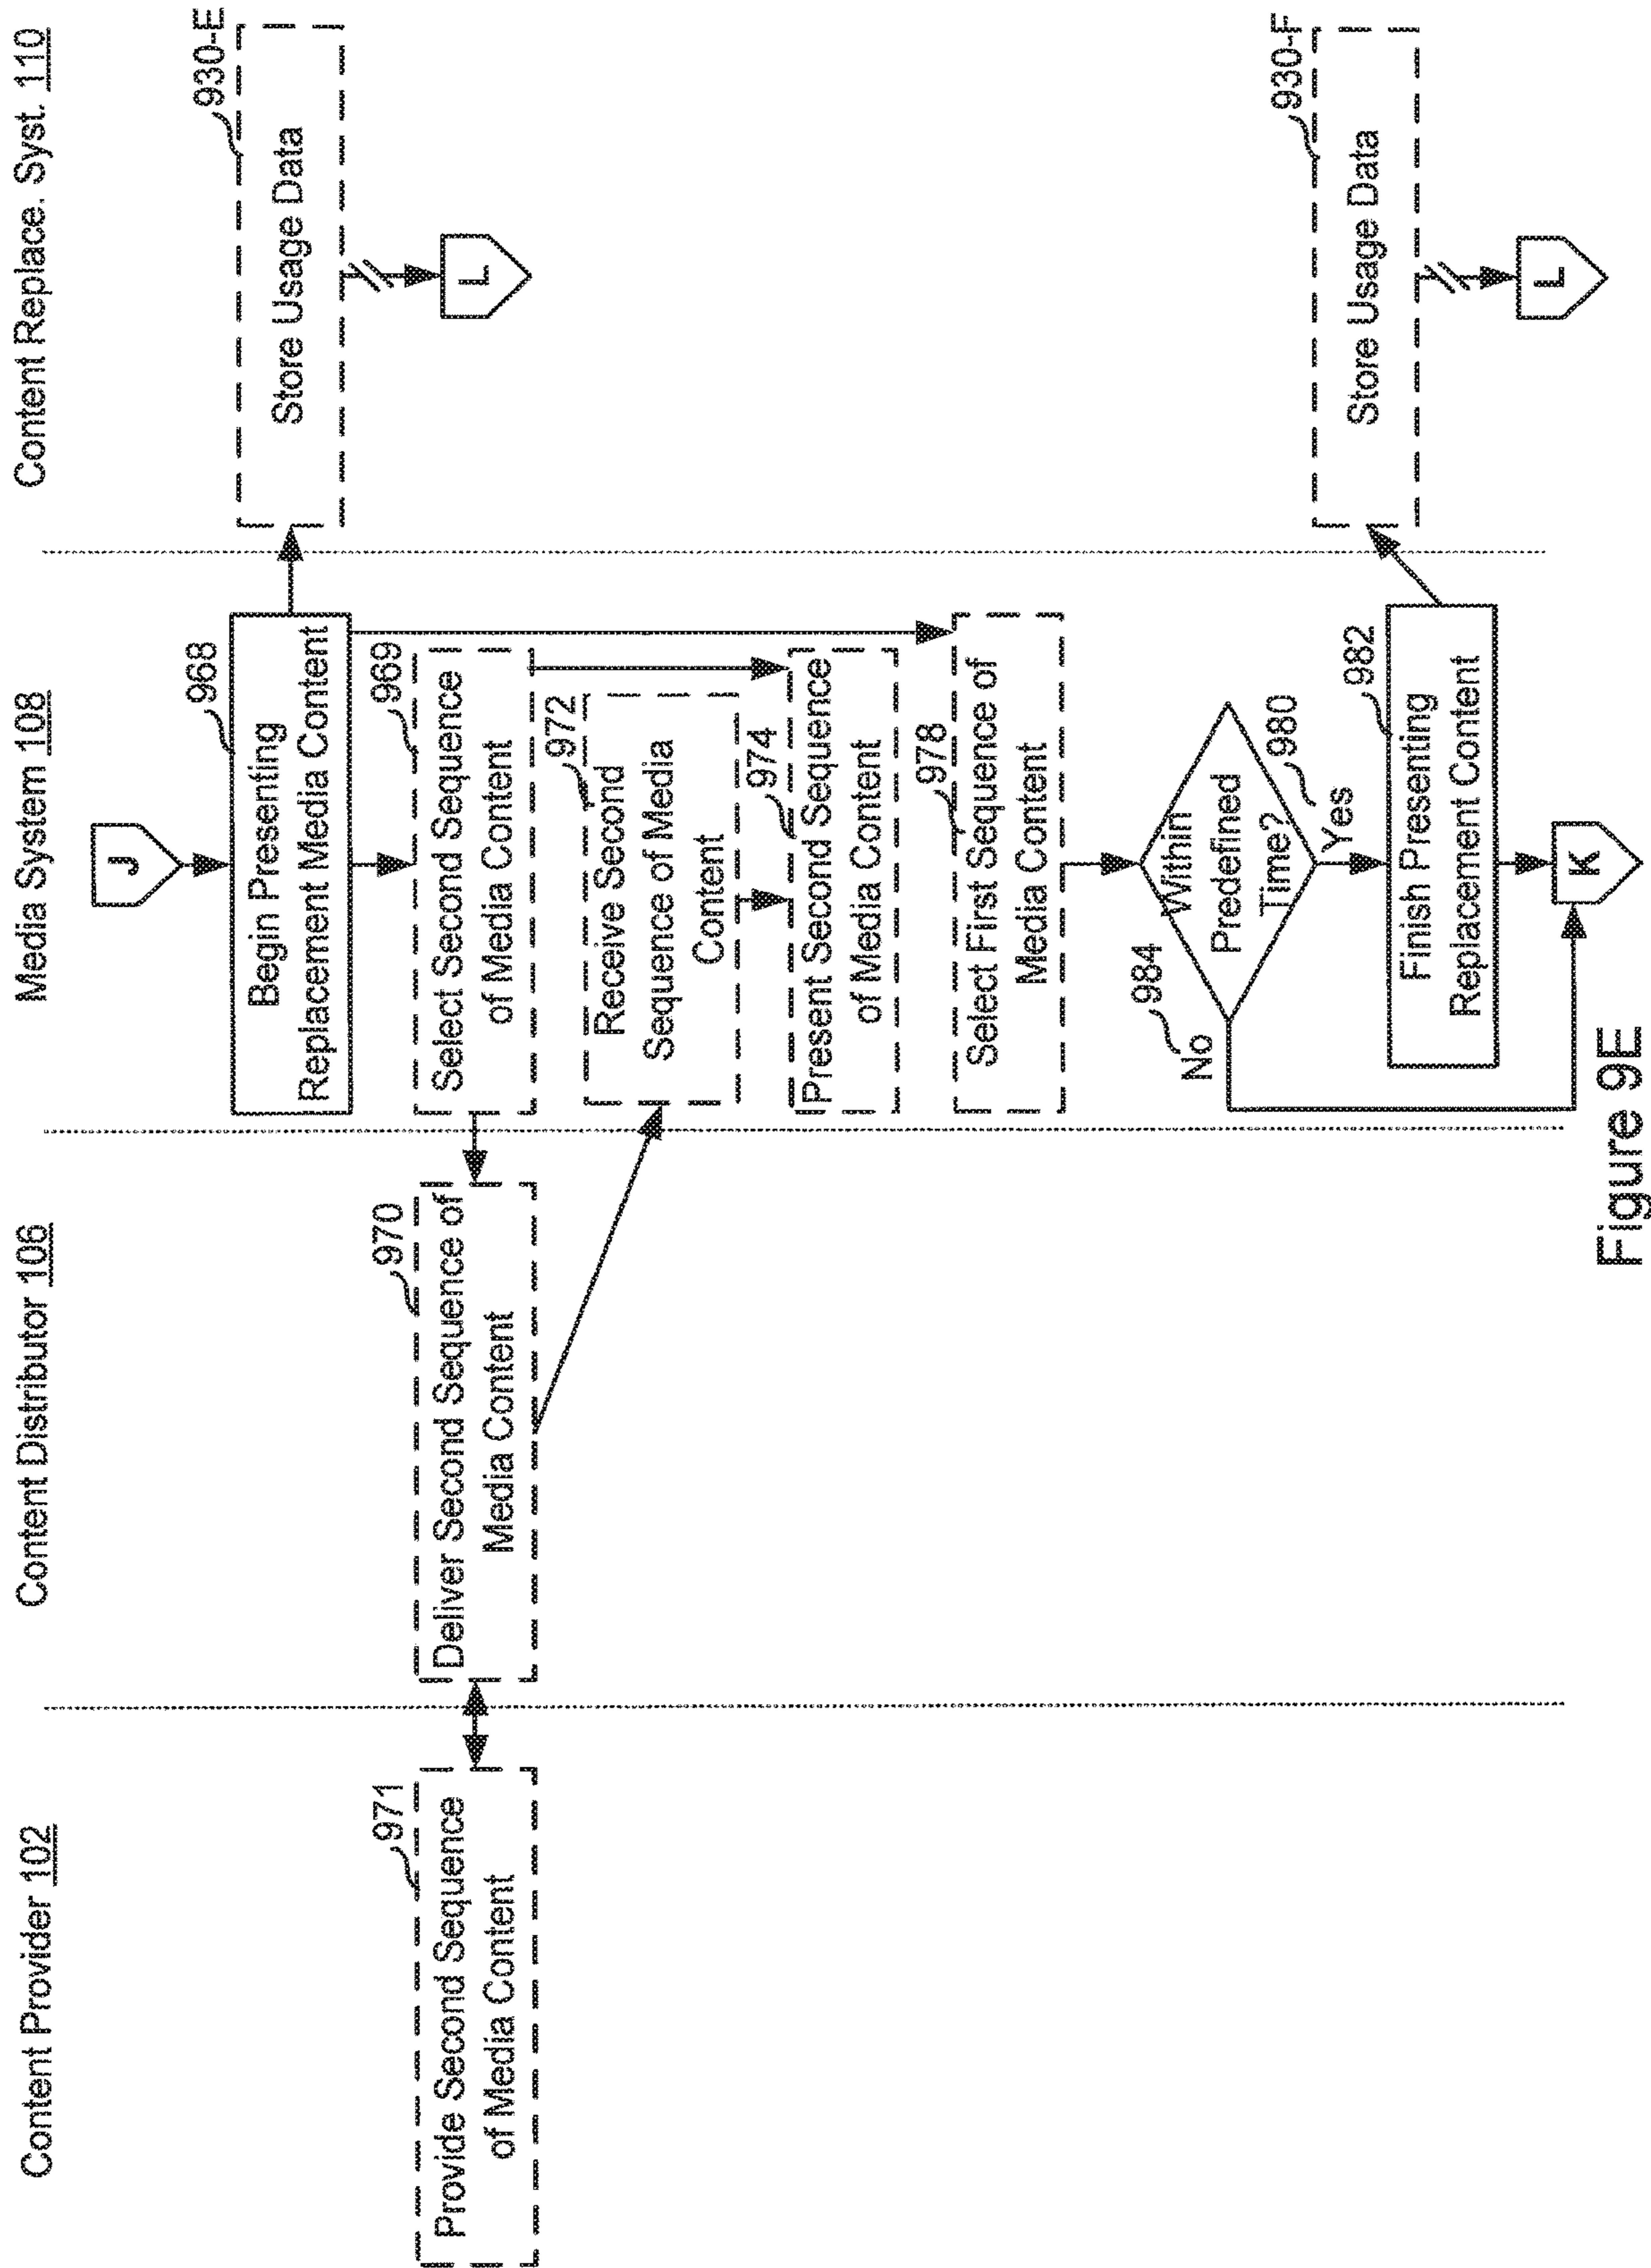 Content Provider 102
Content Distributor 106
Media System 108
Content Replace. Syst. 110
J
968
Begin Presenting
Replacement Media Content
930-E
Store Usage Data
L
971
Provide Second Sequence
of Media Content
970
Deliver Second Sequence of
Media Content
969
Select Second Sequence
of Media Content
972
Receive Second
Sequence of Media
Content
974
Present Second Sequence
of Media Content
978
Select First Sequence of
Media Content
984
No
Within
Predefined
Time?
980
Yes
982
Finish Presenting
Replacement Content
930-F
Store Usage Data
L
K
Figure 9E